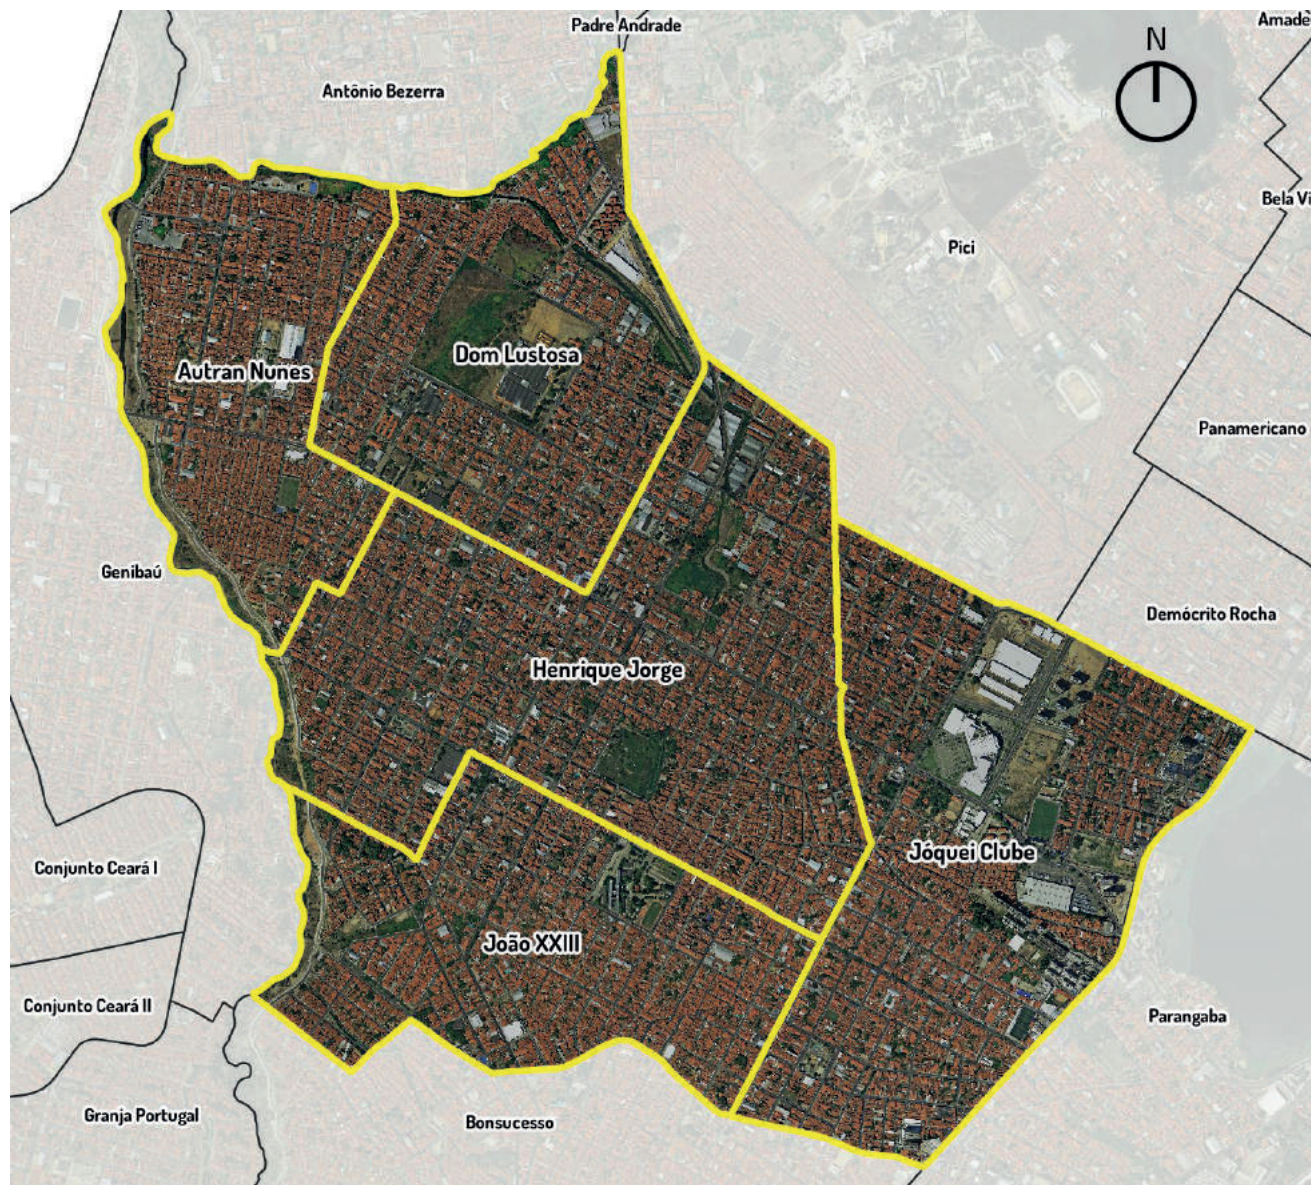 Padre Andrade
Amade
N
Antônio Bezerra
Bela Vi
Pici
Dom Lustosa
Autran Nunes
Panamericano
Genibaú
Demócrito Rocha
Henrique Jorge
Jóquei Clube
Conjunto Ceará I
João XXIII
Conjunto Ceará II
Parangaba
Granja Portugal
Bonsucesso